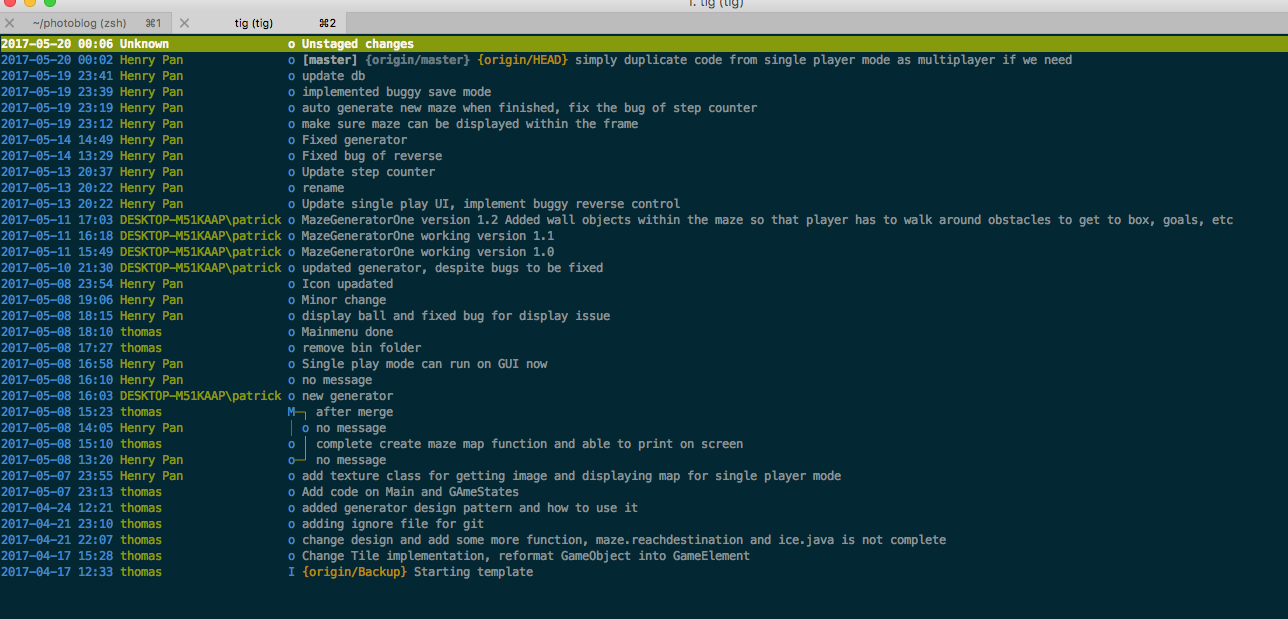 1. tig (tig)
~/photoblog (zsh) ⌘1 tig (tig) ⌘2
2017-05-20 00:06 Unknown o Unstaged changes
2017-05-20 00:02 Henry Pan o [master] {origin/master} {origin/HEAD} simply duplicate code from single player mode as multiplayer if we need
2017-05-19 23:41 Henry Pan o update db
2017-05-19 23:39 Henry Pan o implemented buggy save mode
2017-05-19 23:19 Henry Pan o auto generate new maze when finished, fix the bug of step counter
2017-05-19 23:12 Henry Pan o make sure maze can be displayed within the frame
2017-05-14 14:49 Henry Pan o Fixed generator
2017-05-14 13:29 Henry Pan o Fixed bug of reverse
2017-05-13 20:37 Henry Pan o Update step counter
2017-05-13 20:22 Henry Pan o rename
2017-05-13 20:22 Henry Pan o Update single play UI, implement buggy reverse control
2017-05-11 17:03 DESKTOP-M51KAAP\patrick o MazeGeneratorOne version 1.2 Added wall objects within the maze so that player has to walk around obstacles to get to box, goals, etc
2017-05-11 16:18 DESKTOP-M51KAAP\patrick o MazeGeneratorOne working version 1.1
2017-05-11 15:49 DESKTOP-M51KAAP\patrick o MazeGeneratorOne working version 1.0
2017-05-10 21:30 DESKTOP-M51KAAP\patrick o updated generator, despite bugs to be fixed
2017-05-08 23:54 Henry Pan o Icon upadated
2017-05-08 19:06 Henry Pan o Minor change
2017-05-08 18:15 Henry Pan o display ball and fixed bug for display issue
2017-05-08 18:10 thomas o Mainmenu done
2017-05-08 17:27 thomas o remove bin folder
2017-05-08 16:58 Henry Pan o Single play mode can run on GUI now
2017-05-08 16:10 Henry Pan o no message
2017-05-08 16:03 DESKTOP-M51KAAP\patrick o new generator
2017-05-08 15:23 thomas M─┐ after merge
2017-05-08 14:05 Henry Pan │ o no message
2017-05-08 15:10 thomas o │ complete create maze map function and able to print on screen
2017-05-08 13:20 Henry Pan o─┘ no message
2017-05-07 23:55 Henry Pan o add texture class for getting image and displaying map for single player mode
2017-05-07 23:13 thomas o Add code on Main and GAmeStates
2017-04-24 12:21 thomas o added generator design pattern and how to use it
2017-04-21 23:10 thomas o adding ignore file for git
2017-04-21 22:07 thomas o change design and add some more function, maze.reachdestination and ice.java is not complete
2017-04-17 15:28 thomas o Change Tile implementation, reformat GameObject into GameElement
2017-04-17 12:33 thomas I {origin/Backup} Starting template